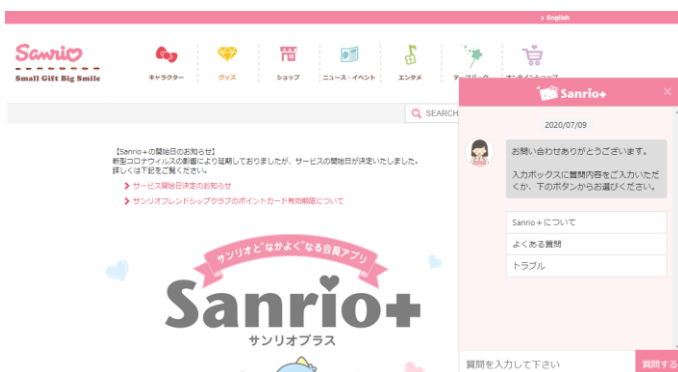 > English
Sanrio
Small Gift Big Smile
キャラクター
グッズ
ショップ
ニュース・イベント
エンタメ
テーマパーク
オンラインショップ
SEARCH
【Sanrio+の開始日のお知らせ】
新型コロナウィルスの影響により延期しておりましたが、サービスの開始日が決定いたしました。
詳しくは下記をご覧ください。
サービス開始日決定のお知らせ
サンリオフレンドシップクラブのポイントカード有効期限について
サンリオと"なかよく"なる会員アプリ
Sanrio+
サンリオプラス
Sanrio+
×
2020/07/09
お問い合わせありがとうございます。
入力ボックスに質問内容をご入力いただ
くか、下のボタンからお選びください。
Sanrio+について
よくある質問
トラブル
質問を入力して下さい
質問する